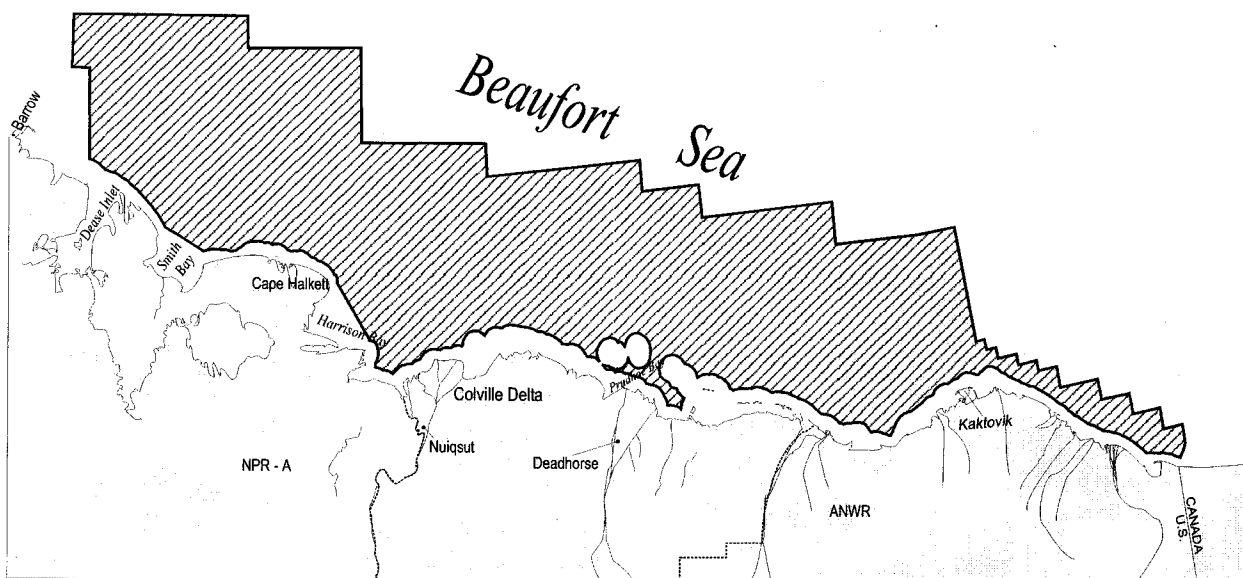 Beaufort
Sea
Barrow
Dease Inlet
Smith
Bay
Cape Halkett
Harrison Bay
Prudhoe Bay
Colville Delta
Kaktovik
Nuiqsut
Deadhorse
NPR - A
ANWR
CANADA
U.S.